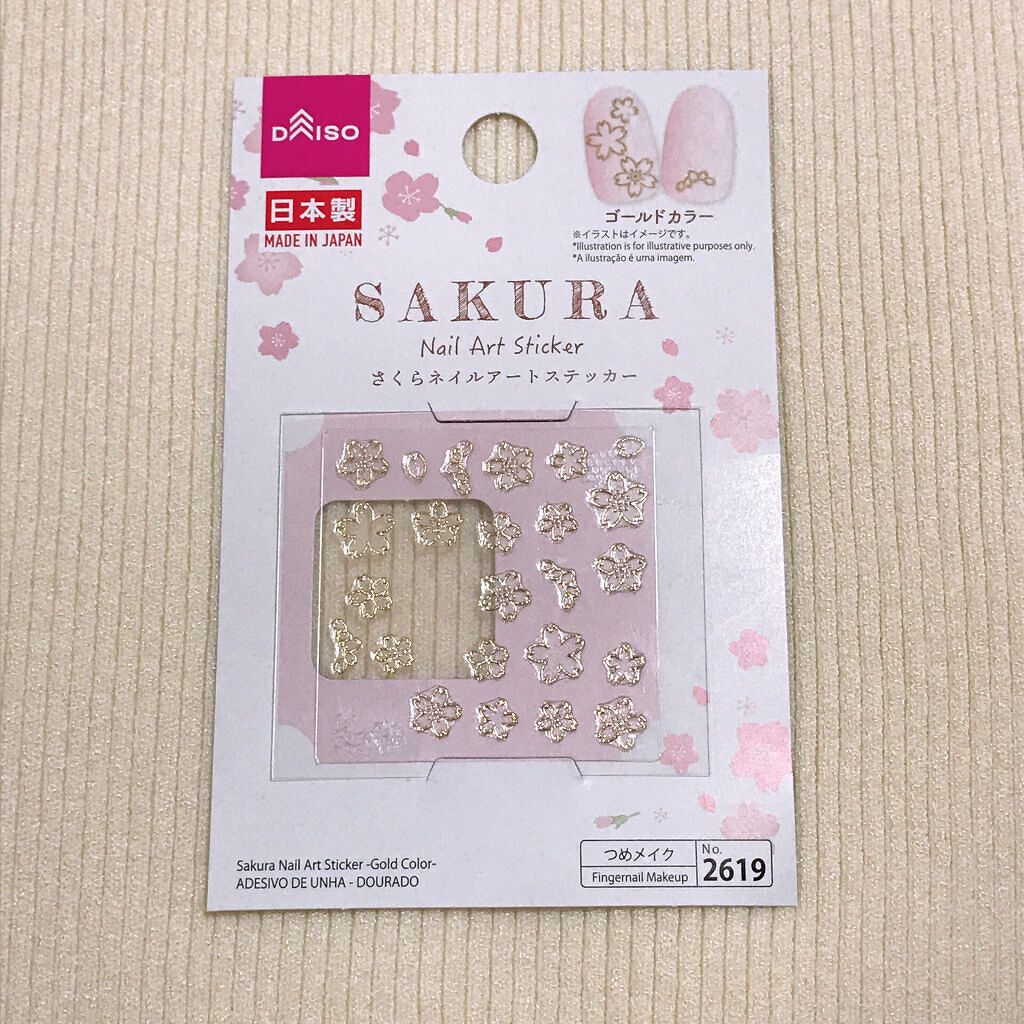 DAISO
日本製
MADE IN JAPAN
ゴールドカラー
※イラストはイメージです。
*Illustration is for illustrative purposes only.
*A ilustração é uma imagem.
SAKURA
Nail Art Sticker
さくらネイルアートステッカー
Sakura Nail Art Sticker -Gold Color-
ADESIVO DE UNHA - DOURADO
つめメイク
Fingernail Makeup
No.
2619